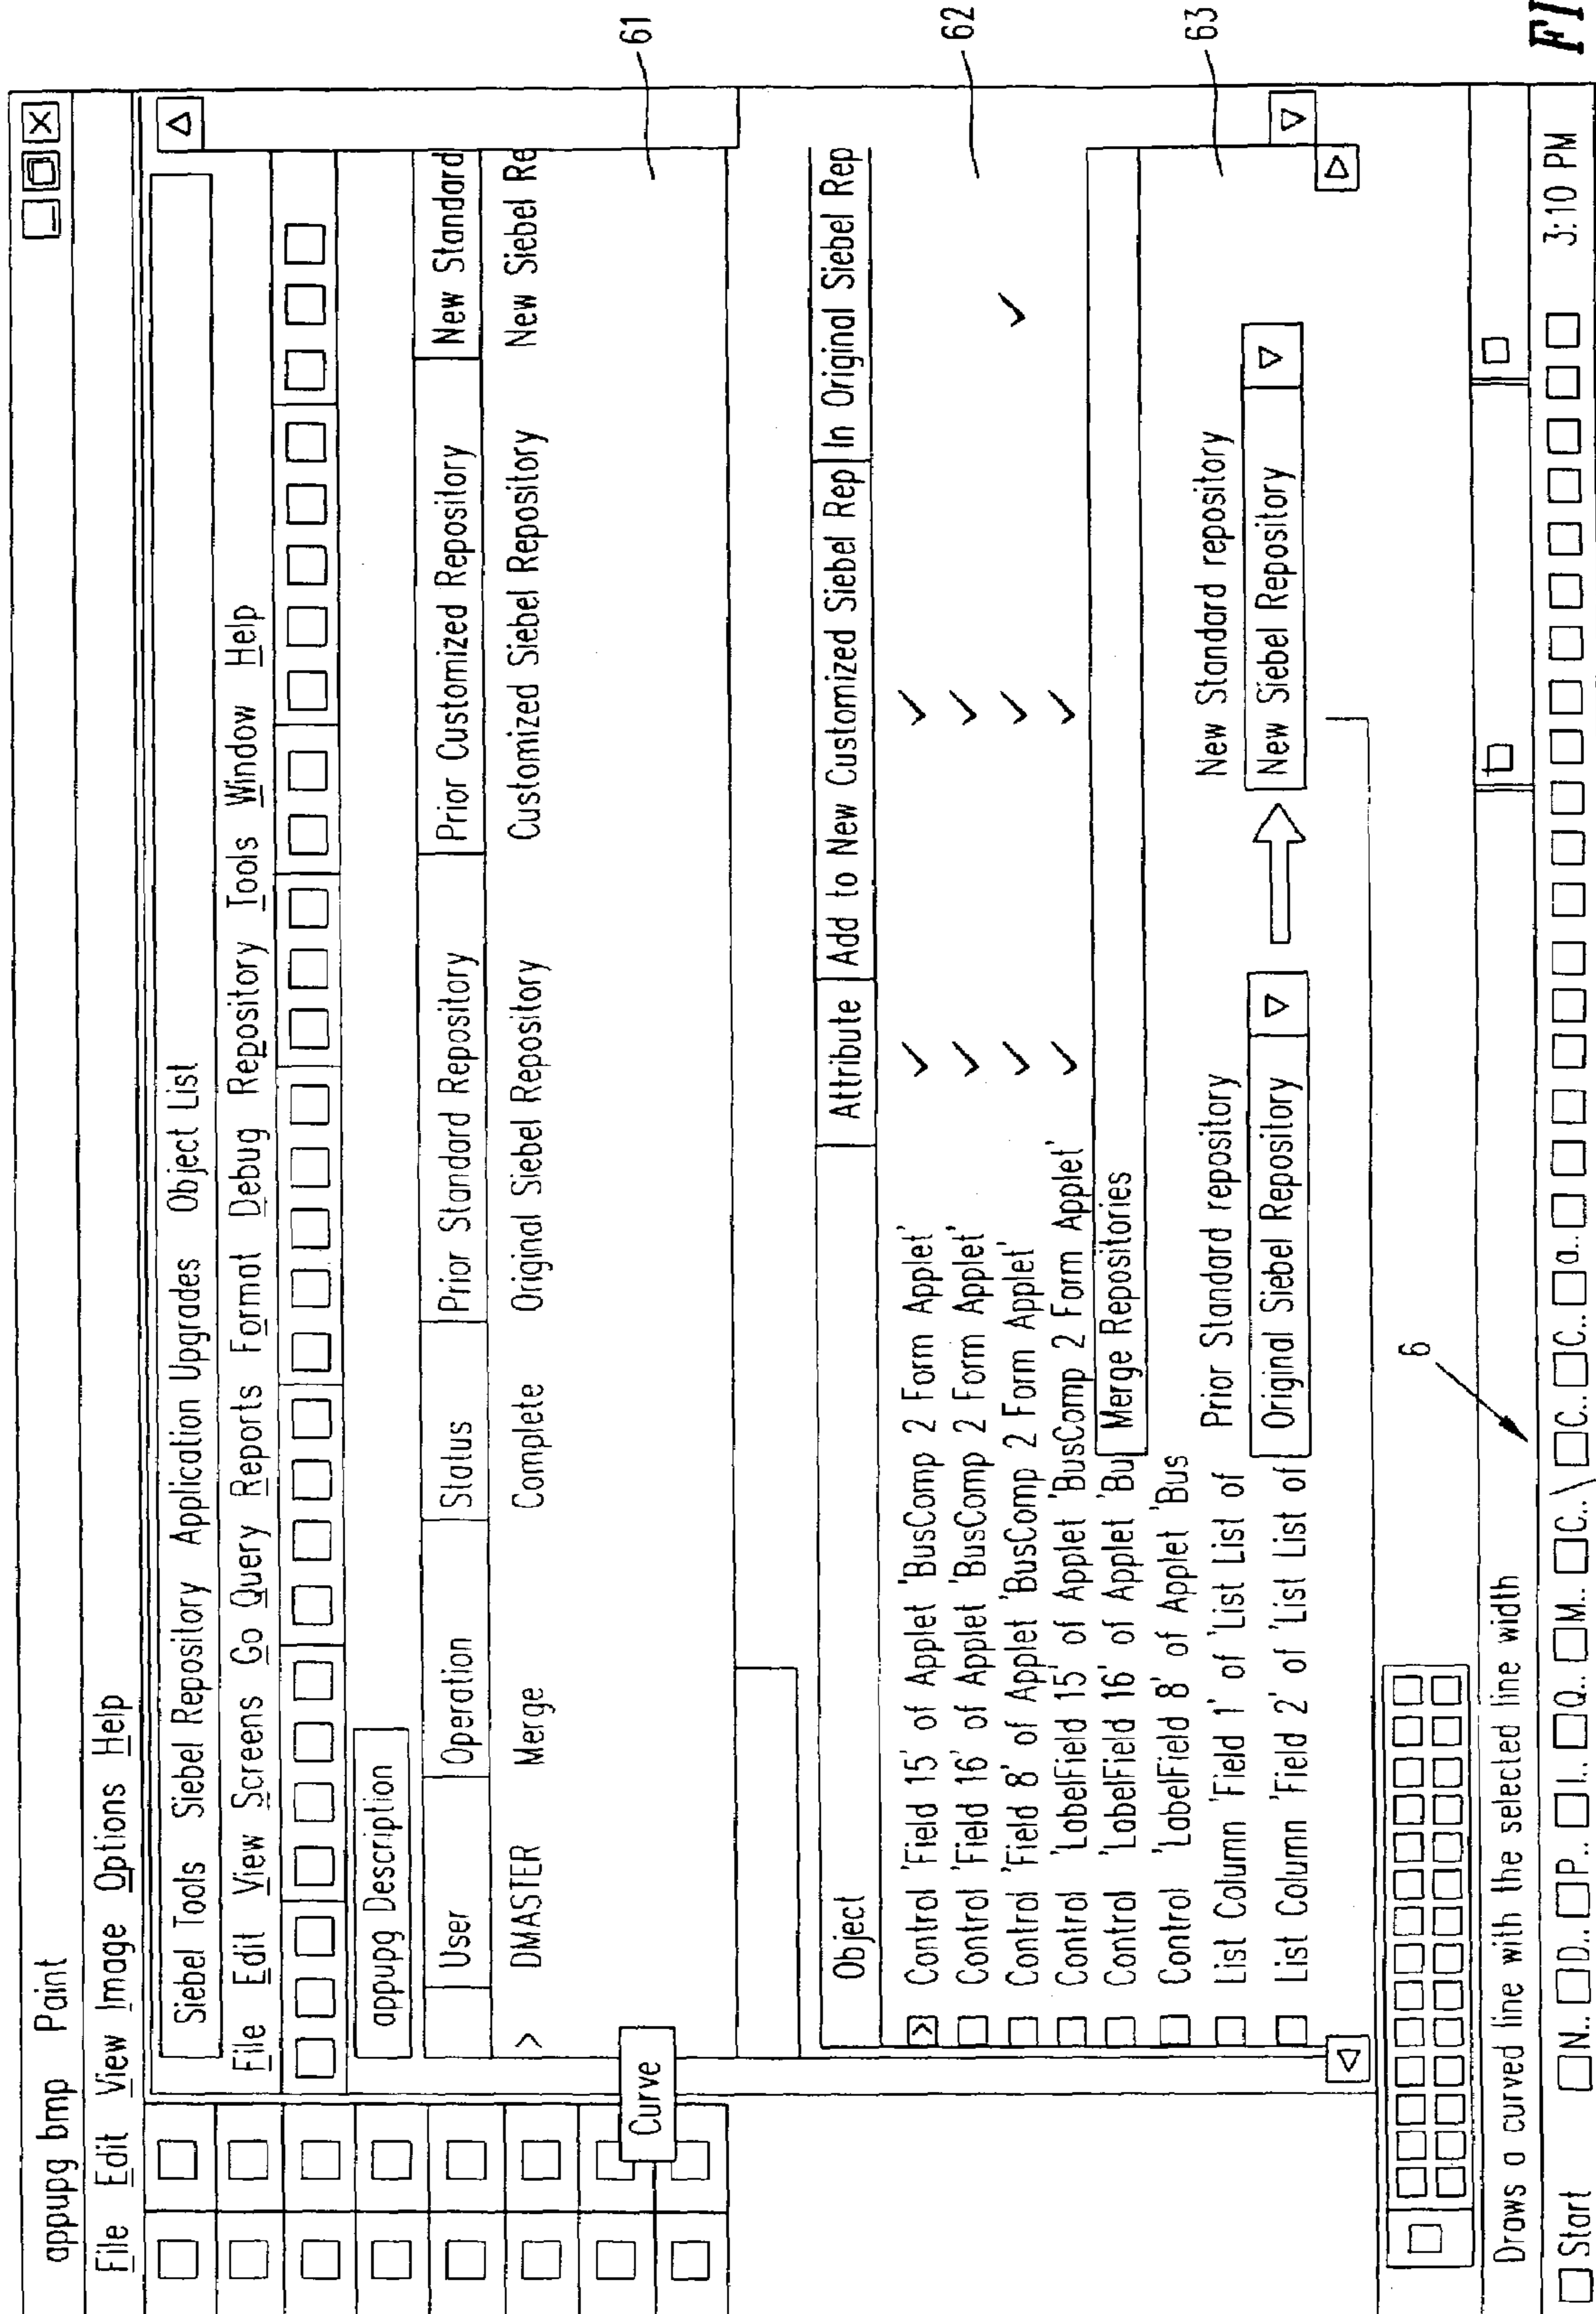 appupg bmp Paint
File Edit View Image Options Help
Siebel Tools Siebel Repository Application Upgrades Object List
File Edit View Screens Go Query Reports Format Debug Repository Tools Window Help
appupg Description
User Operation Status Prior Standard Repository Prior Customized Repository New Standard
> DMASTER Merge Complete Original Siebel Repository Customized Siebel Repository New Siebel Re
61
Curve
Object Attribute Add to New Customized Siebel Rep In Original Siebel Rep
Control 'Field 15' of Applet 'BusComp 2 Form Applet' ✓ ✓
Control 'Field 16' of Applet 'BusComp 2 Form Applet' ✓ ✓
62
Control 'Field 8' of Applet 'BusComp 2 Form Applet' ✓ ✓ ✓
Control 'LabelField 15' of Applet 'BusComp 2 Form Applet' ✓ ✓
Control 'LabelField 16' of Applet 'Bu Merge Repositories
Control 'LabelField 8' of Applet 'Bus
List Column 'Field 1' of 'List List of Prior Standard repository New Standard repository
63
List Column 'Field 2' of 'List List of Original Siebel Repository New Siebel Repository
6
Draws a curved line with the selected line width
Start N.. D.. P.. I.. Q.. M.. C.. \ C.. C.. a.. 3:10 PM
FI